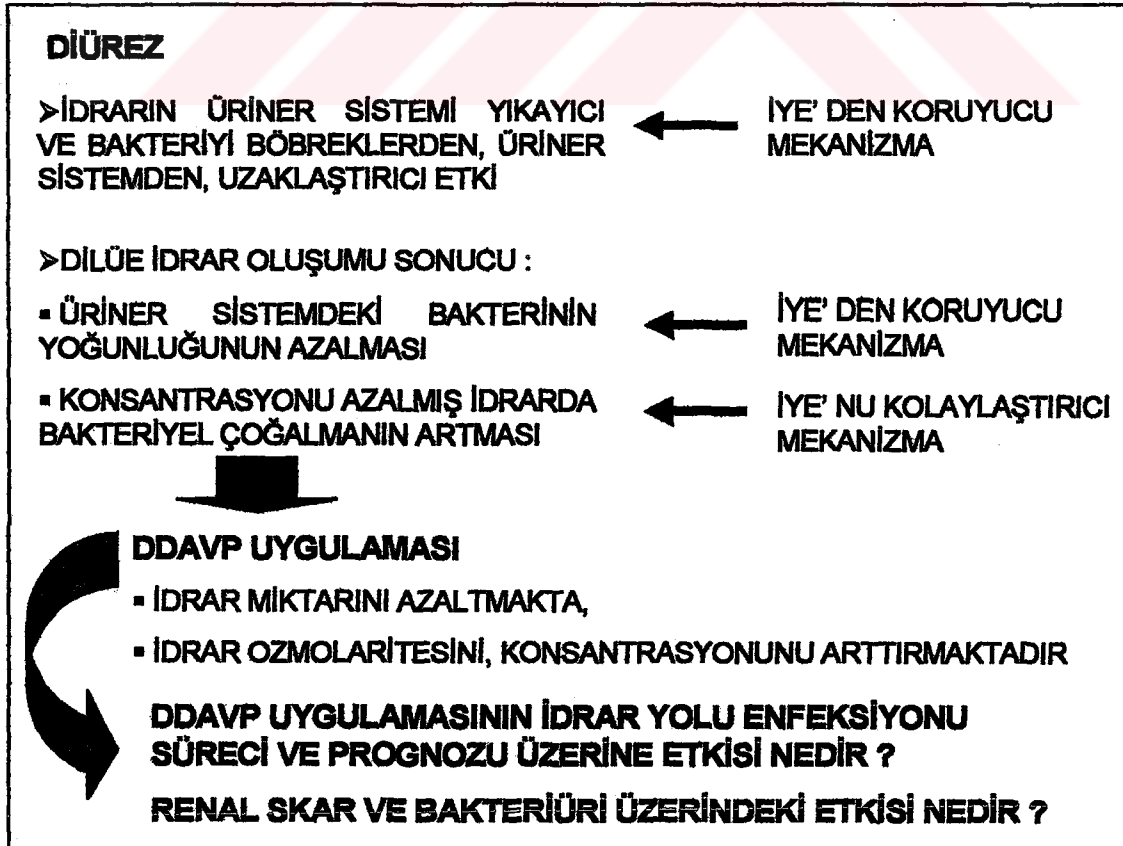 DİÜREZ
➢İDRARIN ÜRİNER SİSTEMİ YIKAYICI
VE BAKTERİYİ BÖBREKLERDEN, ÜRİNER
SİSTEMDEN, UZAKLAŞTIRICI ETKİ
İYE' DEN KORUYUCU
MEKANİZMA
➢DİLÜE İDRAR OLUŞUMU SONUCU :
▪ ÜRİNER SİSTEMDEKİ BAKTERİNİN
YOĞUNLUĞUNUN AZALMASI
İYE' DEN KORUYUCU
MEKANİZMA
▪ KONSANTRASYONU AZALMIŞ İDRARDA
BAKTERİYEL ÇOĞALMANIN ARTMASI
İYE' NU KOLAYLAŞTIRICI
MEKANİZMA
DDAVP UYGULAMASI
▪ İDRAR MİKTARINI AZALTMAKTA,
▪ İDRAR OZMOLARİTESİNİ, KONSANTRASYONUNU ARTTIRMAKTADIR
DDAVP UYGULAMASININ İDRAR YOLU ENFEKSİYONU
SÜRECİ VE PROGNOZU ÜZERİNE ETKİSİ NEDİR ?
RENAL SKAR VE BAKTERİÜRİ ÜZERİNDEKİ ETKİSİ NEDİR ?